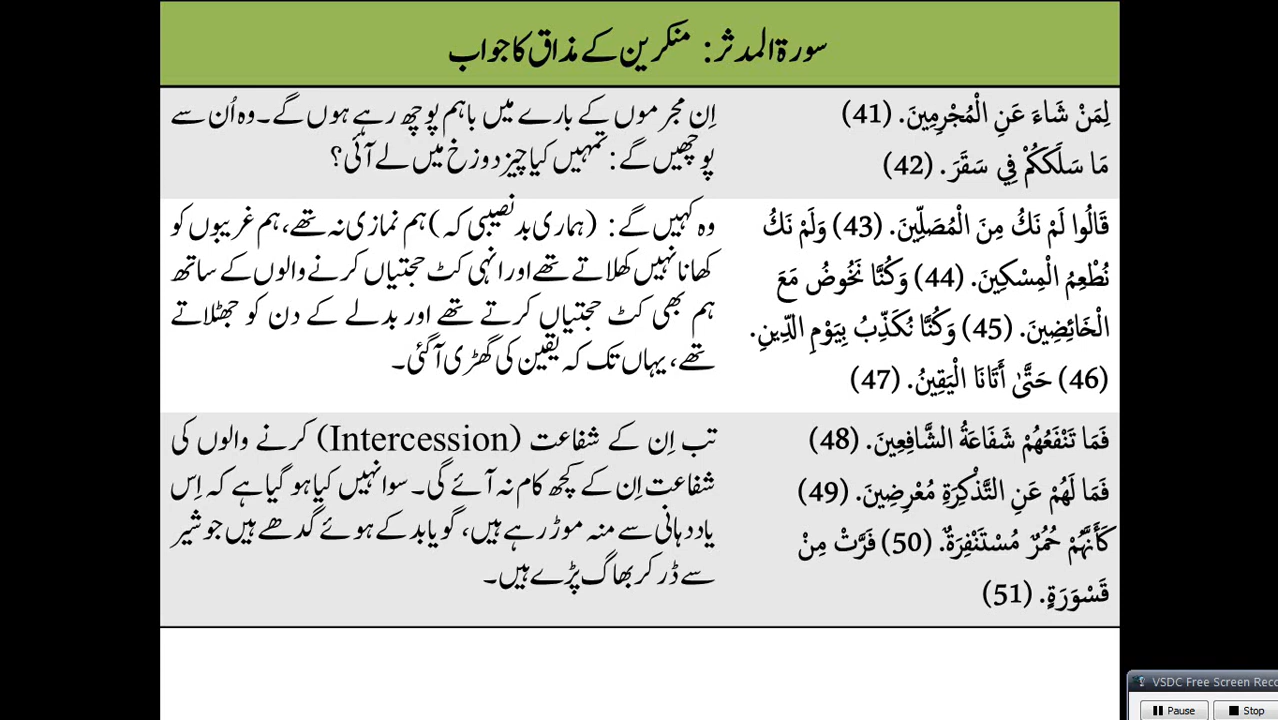 سورۃ المدثر: منکرین کے مذاق کا جواب
لِمَنْ شَاءَ عَنِ الْمُجْرِمِينَ. (41)
مَا سَلَكَكُمْ فِي سَقَرَ. (42)
اِن مجرموں کے بارے میں باہم پوچھ رہے ہوں گے۔ وہ اُن سے
پوچھیں گے: تمہیں کیا چیز دوزخ میں لے آئی؟
قَالُوا لَمْ نَكُ مِنَ الْمُصَلِّينَ. (43) وَلَمْ نَكُ
نُطْعِمُ الْمِسْكِينَ. (44) وَكُنَّا نَخُوضُ مَعَ
الْخَائِضِينَ. (45) وَكُنَّا نُكَذِّبُ بِيَوْمِ الدِّينِ.
(46) حَتَّىٰ أَتَانَا الْيَقِينُ. (47)
وہ کہیں گے: (ہماری بد نصیبی کہ) ہم نمازی نہ تھے، ہم غریبوں کو
کھانا نہیں کھلاتے تھے اور انہی کٹ حجتیاں کرنے والوں کے ساتھ
ہم بھی کٹ حجتیاں کرتے تھے اور بدلے کے دن کو جھٹلاتے
تھے، یہاں تک کہ یقین کی گھڑی آ گئی۔
فَمَا تَنْفَعُهُمْ شَفَاعَةُ الشَّافِعِينَ. (48)
فَمَا لَهُمْ عَنِ التَّذْكِرَةِ مُعْرِضِينَ. (49)
كَأَنَّهُمْ حُمُرٌ مُسْتَنْفِرَةٌ. (50) فَرَّتْ مِنْ
قَسْوَرَةٍ. (51)
تب اِن کے شفاعت (Intercession) کرنے والوں کی
شفاعت اِن کے کچھ کام نہ آئے گی۔ سو انہیں کیا ہو گیا ہے کہ اِس
یاد دہانی سے منہ موڑ رہے ہیں، گویا بدکے ہوئے گدھے ہیں جو شیر
سے ڈر کر بھاگ پڑے ہیں۔
VSDC Free Screen Reco
Pause Stop